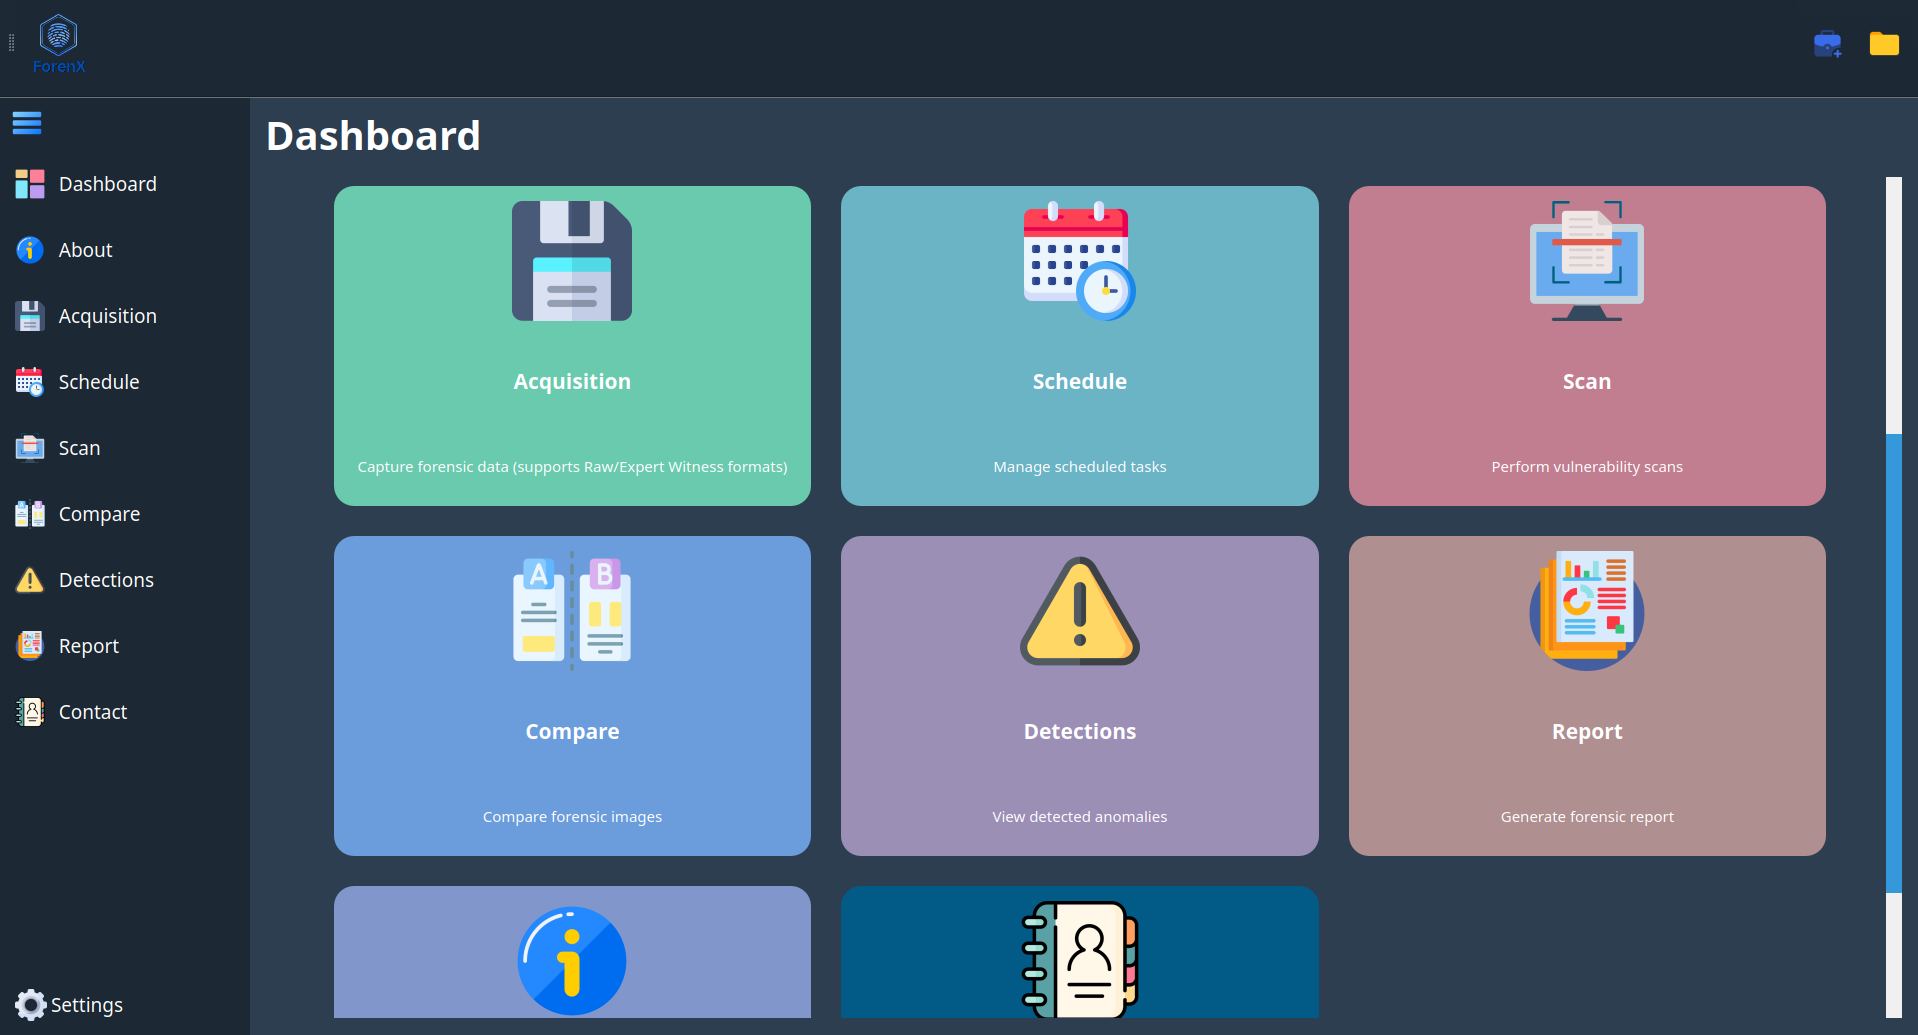 ForenX
Dashboard
Dashboard
About
Acquisition
Schedule
Scan
Compare
Detections
Report
Contact
Settings
Acquisition
Capture forensic data (supports Raw/Expert Witness formats)
Schedule
Manage scheduled tasks
Scan
Perform vulnerability scans
A
B
Compare
Compare forensic images
Detections
View detected anomalies
Report
Generate forensic report